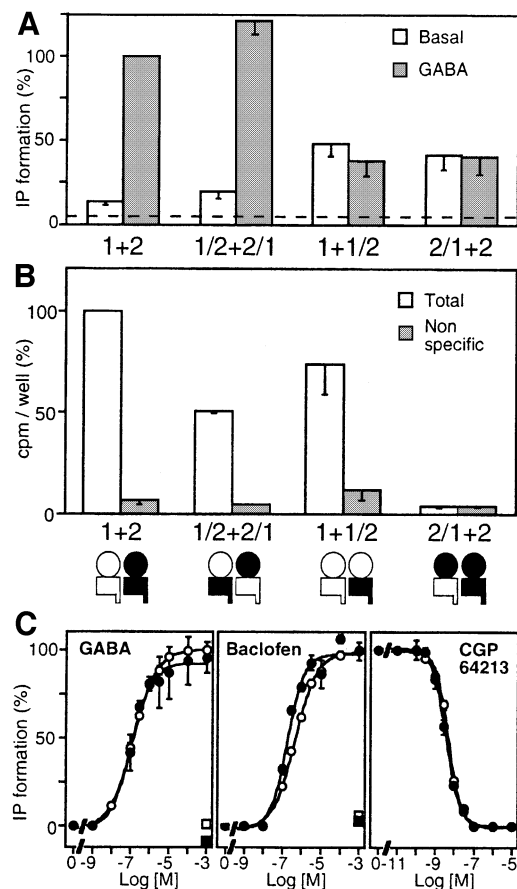 A
IP formation (%)
100
50
0
Basal
GABA
1+2
1/2+2/1
1+1/2
2/1+2
B
cpm / well (%)
100
50
0
Total
Non
specific
1+2
1/2+2/1
1+1/2
2/1+2
C
IP formation (%)
100
50
0
GABA
Baclofen
CGP
64213
0 -9 -7 -5 -3
0 -9 -7 -5 -3
0 -11 -9 -7 -5
Log [M]
Log [M]
Log [M]